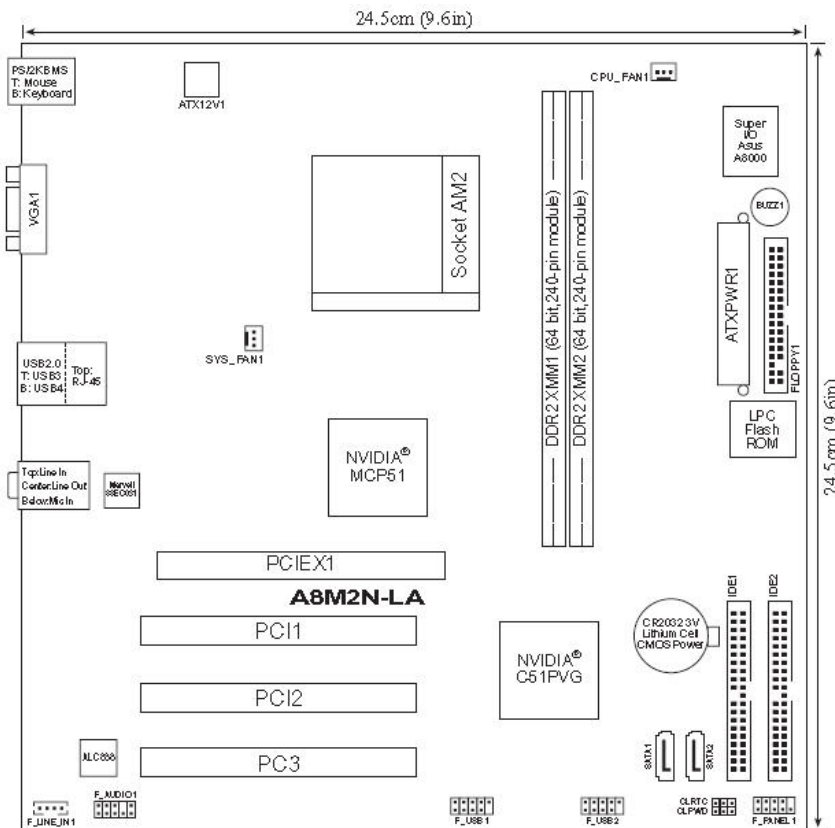 24.5cm (9.6in)
PS/2KBMS
T: Mouse
B: Keyboard
ATX12V1
CPU_FAN1
Super
I/O
Asus
A8000
BUZZ1
VGA1
Socket AM2
DDR2 XMM1 (64 bit,240-pin module)
DDR2 XMM2 (64 bit,240-pin module)
ATXPWR1
FLOPPY1
SYS_FAN1
USB2.0
T: USB3
B: USB4
Top:
RJ-45
24.5cm (9.6in)
LPC
Flash
ROM
NVIDIA®
MCP51
Top:Line In
Center:Line Out
Below:Mic In
Marvell
PCIEX1
A8M2N-LA
PCI1
PCI2
PC3
NVIDIA®
C51PVG
CR2032 3V
Lithium Cell
CMOS Power
IDE1
IDE2
SATA1
SATA2
ALC888
F_AUDIO1
F_LINE_IN1
F_USB1
F_USB2
CLRTC
CLPWD
F_PANEL1